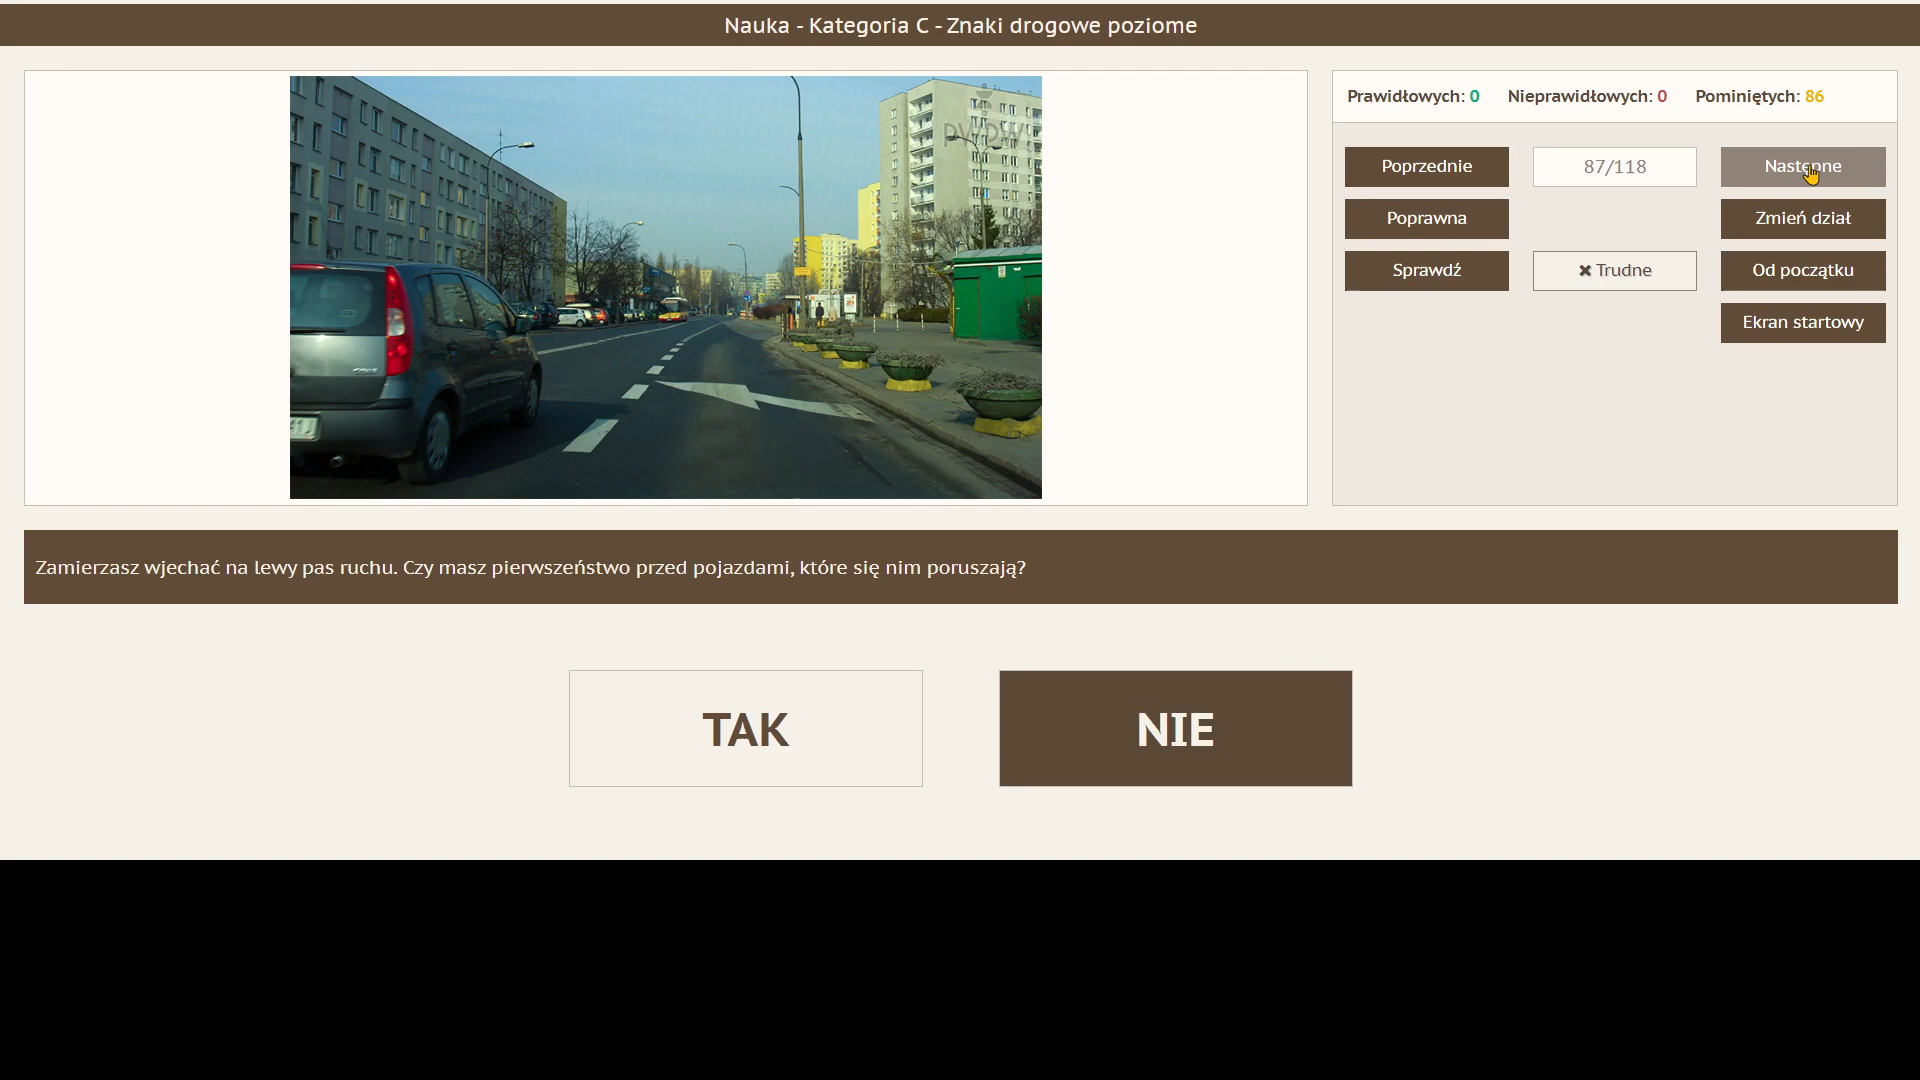 Nauka - Kategoria C - Znaki drogowe poziome
Prawidłowych: 0 Nieprawidłowych: 0 Pominiętych: 86
Poprzednie 87/118 Następne
Poprawna Zmień dział
Sprawdź ✖ Trudne Od początku
Ekran startowy
PWPW
Zamierzasz wjechać na lewy pas ruchu. Czy masz pierwszeństwo przed pojazdami, które się nim poruszają?
TAK NIE